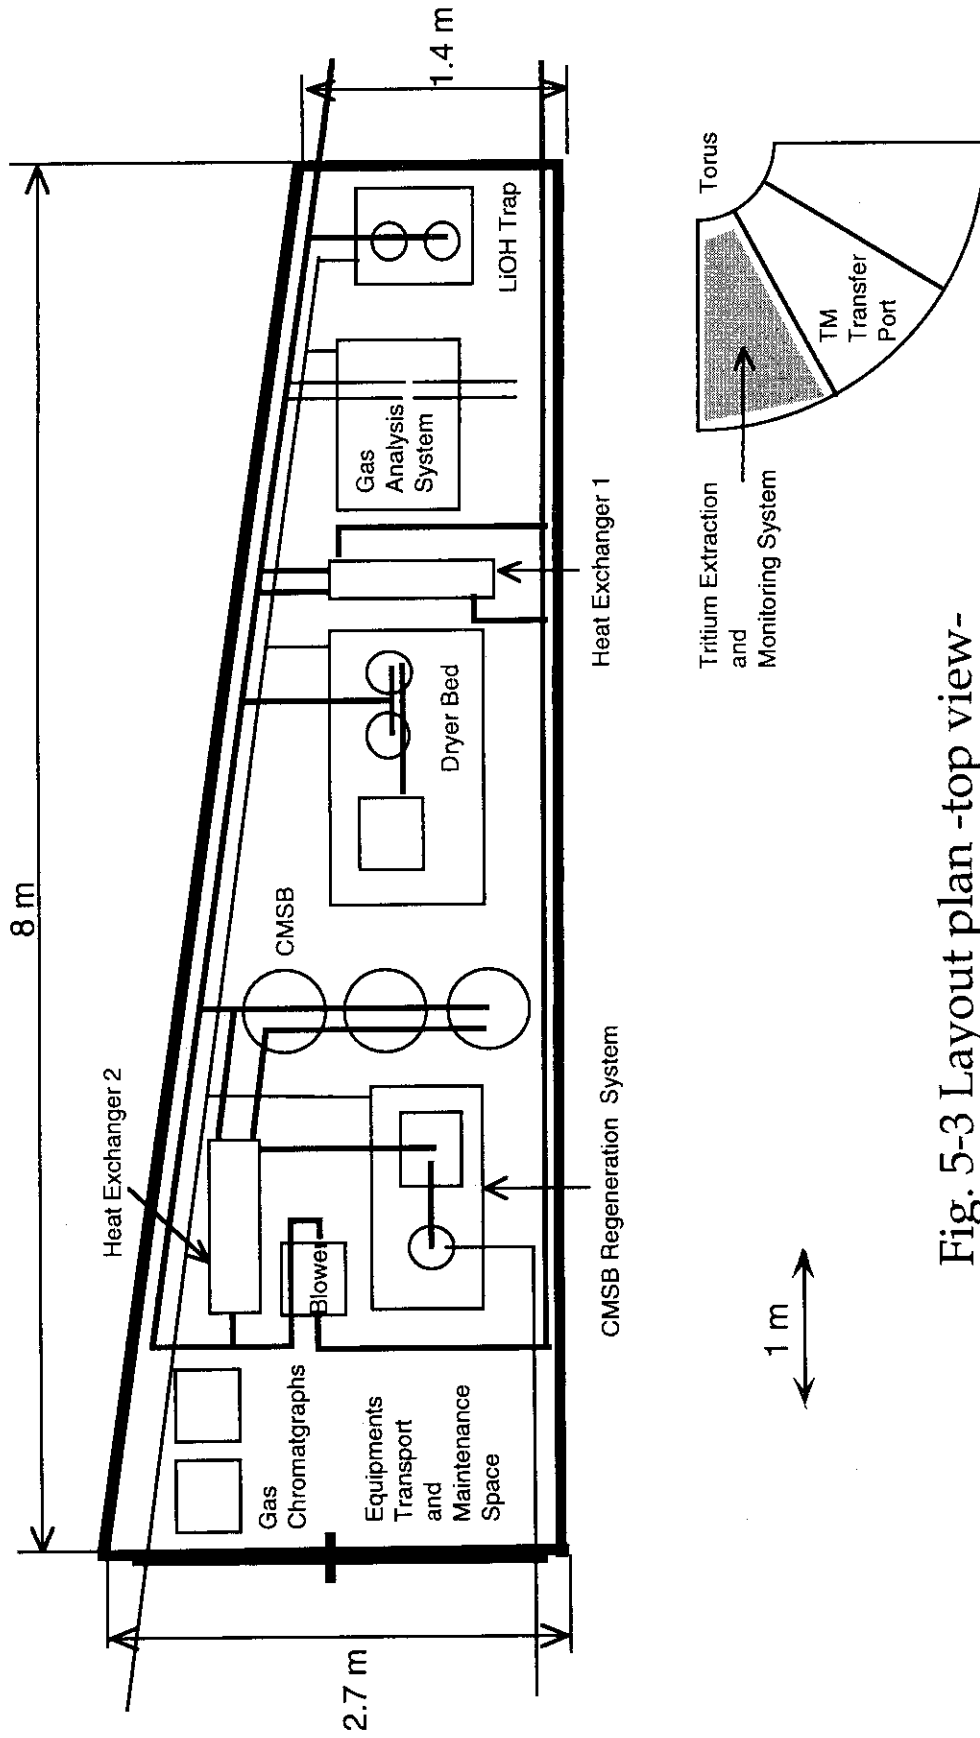 8 m
1.4 m
2.7 m
Heat Exchanger 2
CMSB
Gas
Chromatgraphs
Blower
Equipments
Transport
and
Maintenance
Space
Dryer Bed
Gas
Analysis
System
LiOH Trap
CMSB Regeneration System
Heat Exchanger 1
1 m
Tritium Extraction
and
Monitoring System
Torus
TM
Transfer
Port
Fig. 5-3 Layout plan -top view-